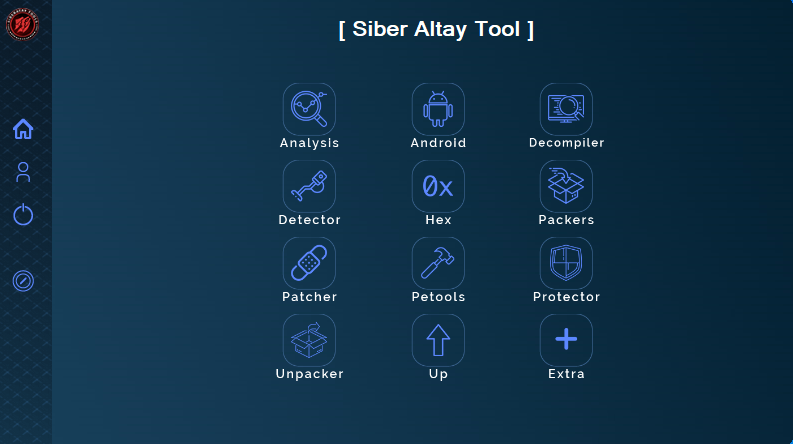 [ Siber Altay Tool ]
Analysis
Android
Decompiler
Detector
0x
Hex
Packers
Patcher
Petools
Protector
Unpacker
Up
Extra